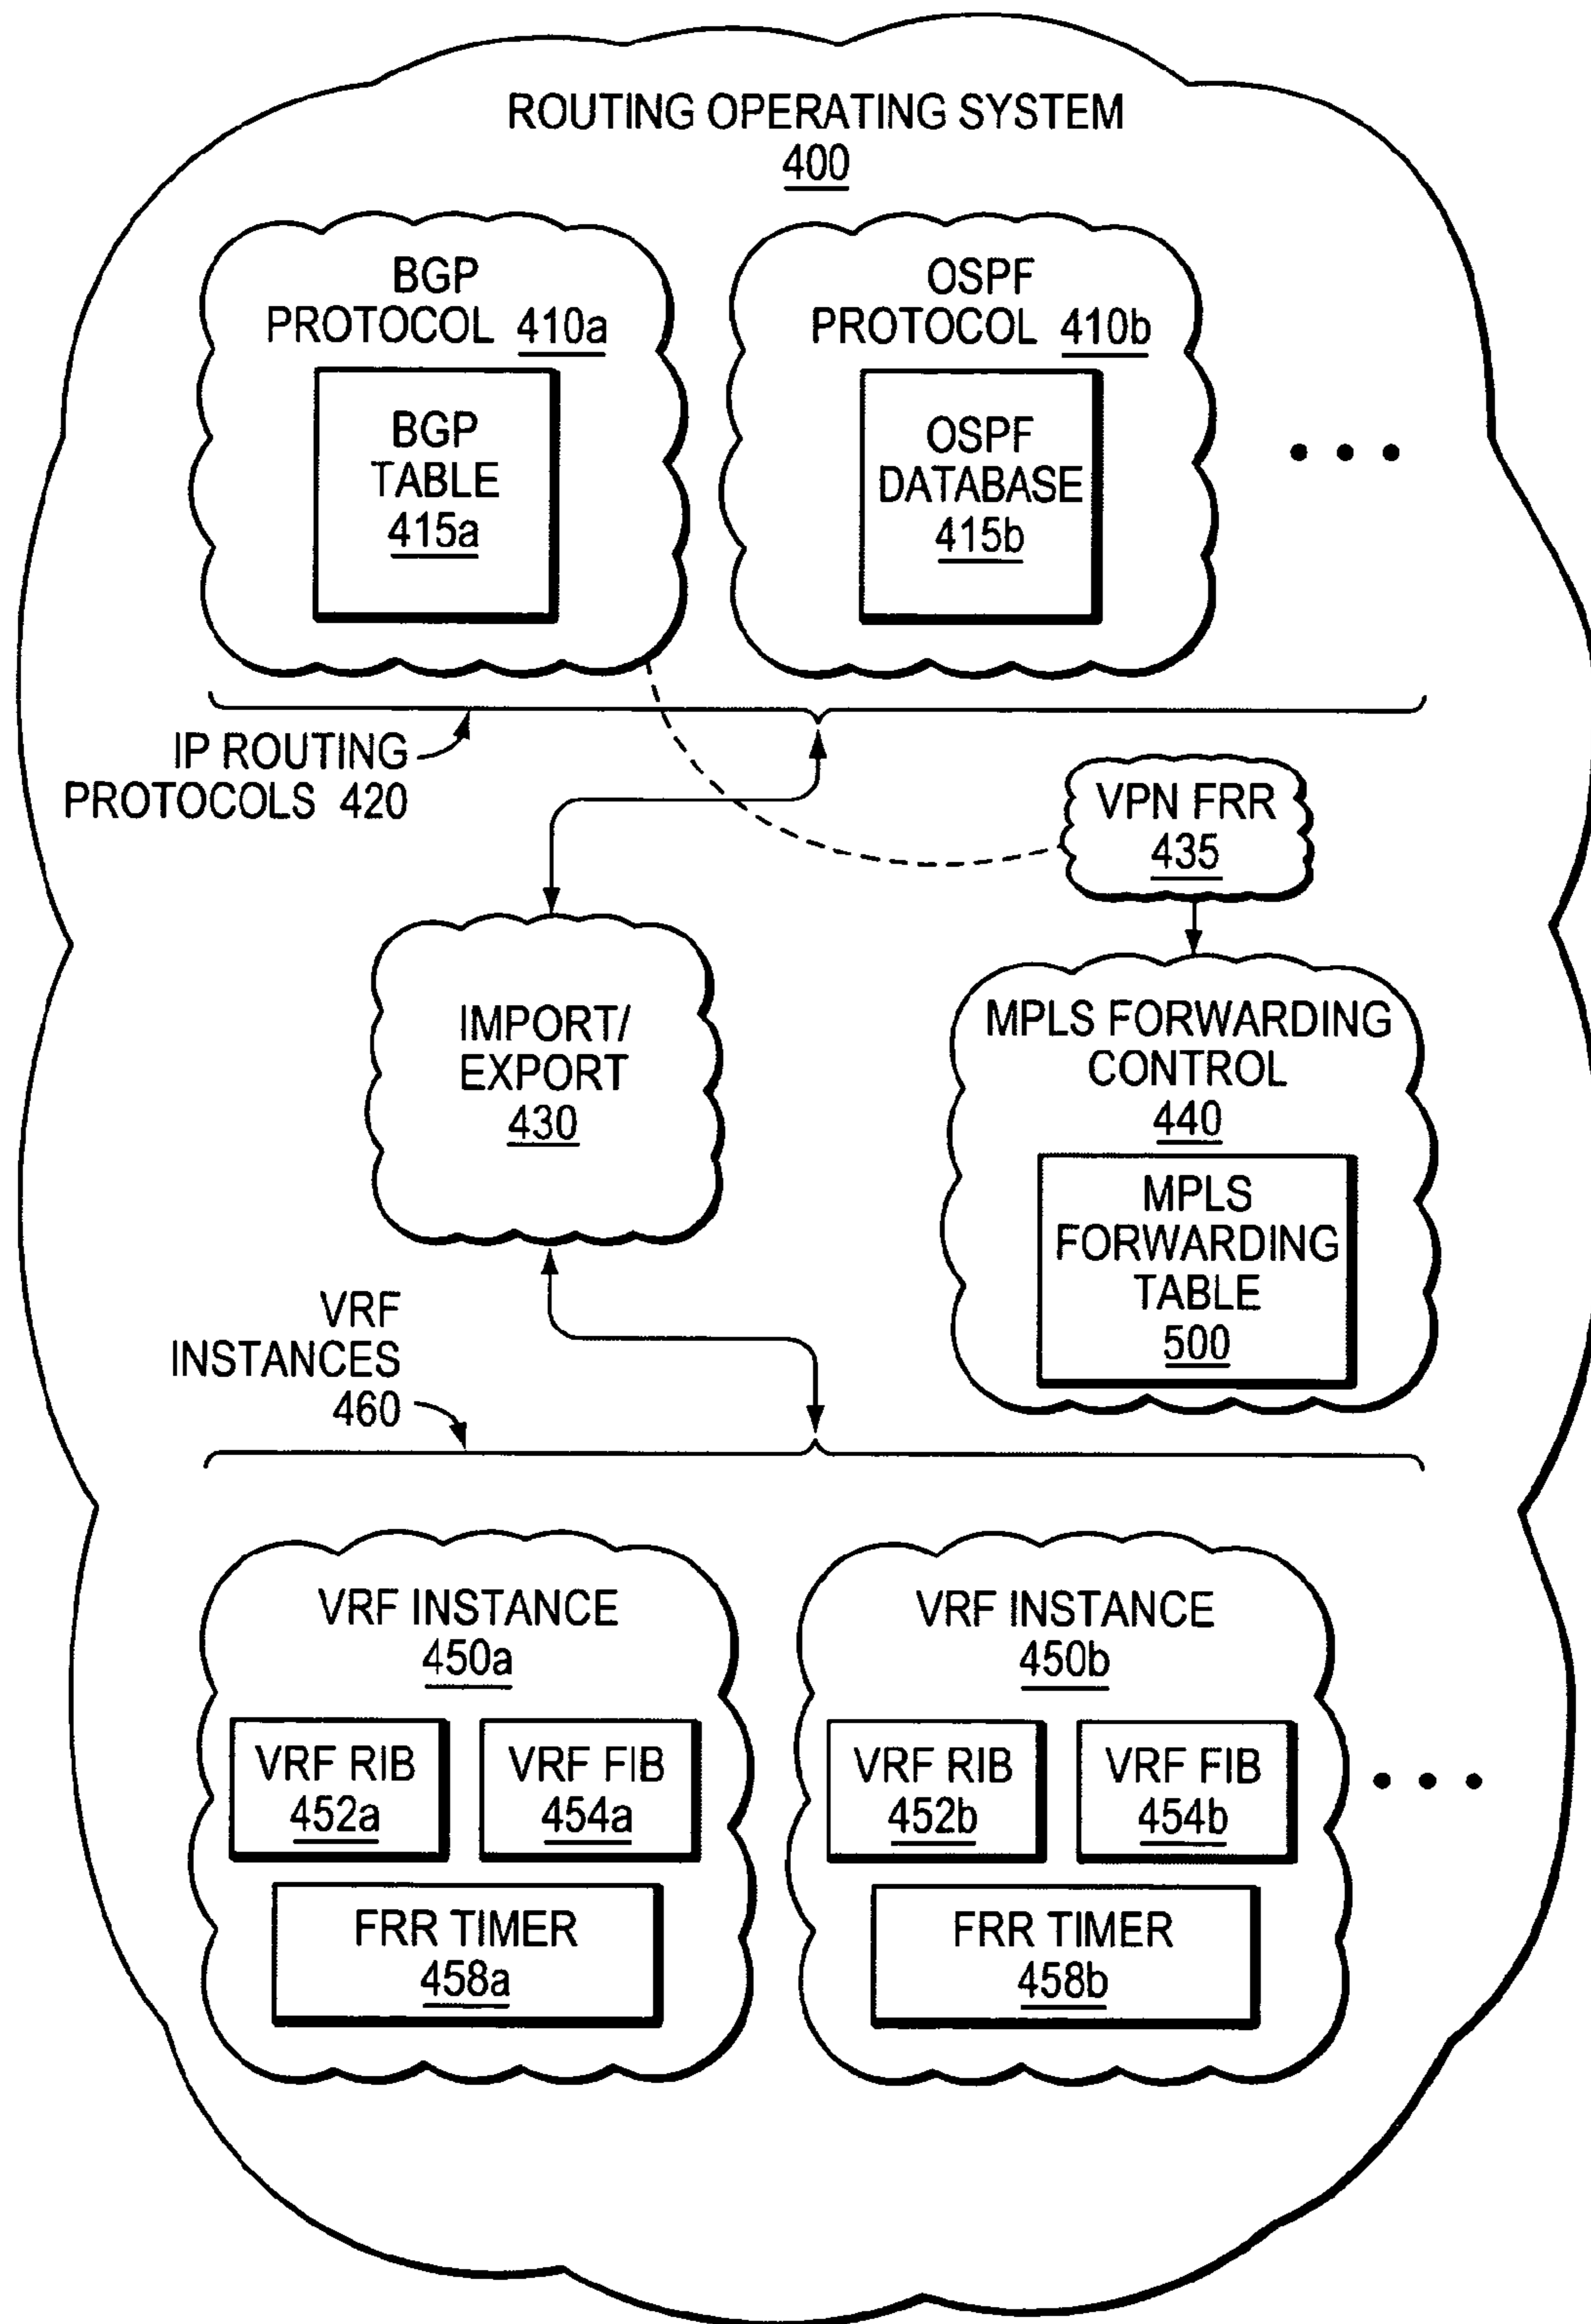 ROUTING OPERATING SYSTEM
400
BGP
PROTOCOL 410a
BGP
TABLE
415a
OSPF
PROTOCOL 410b
OSPF
DATABASE
415b
IP ROUTING
PROTOCOLS 420
VPN FRR
435
IMPORT/
EXPORT
430
MPLS FORWARDING
CONTROL
440
MPLS
FORWARDING
TABLE
500
VRF
INSTANCES
460
VRF INSTANCE
450a
VRF RIB
452a
VRF FIB
454a
FRR TIMER
458a
VRF INSTANCE
450b
VRF RIB
452b
VRF FIB
454b
FRR TIMER
458b